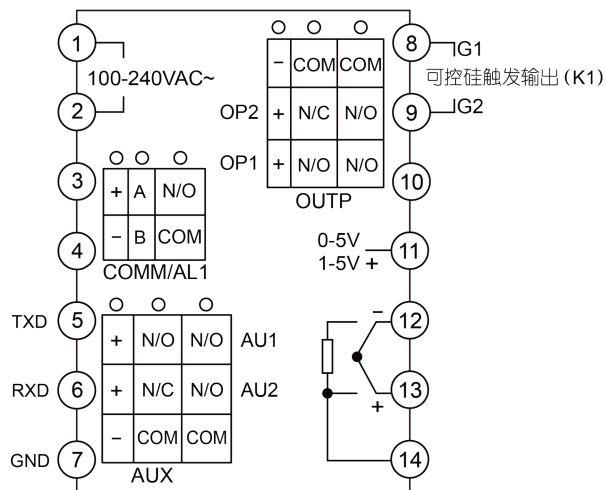 1
100-240VAC~
2
- COM COM
OP2 + N/C N/O
OP1 + N/O N/O
OUTP
8 G1
可控硅触发输出(K1)
9 G2
3
+ A N/O
- B COM
4
COMM/AL1
10
0-5V
1-5V +
11
TXD 5
+ N/O N/O AU1
RXD 6
+ N/C N/O AU2
GND 7
- COM COM
AUX
- 12
+ 13
14